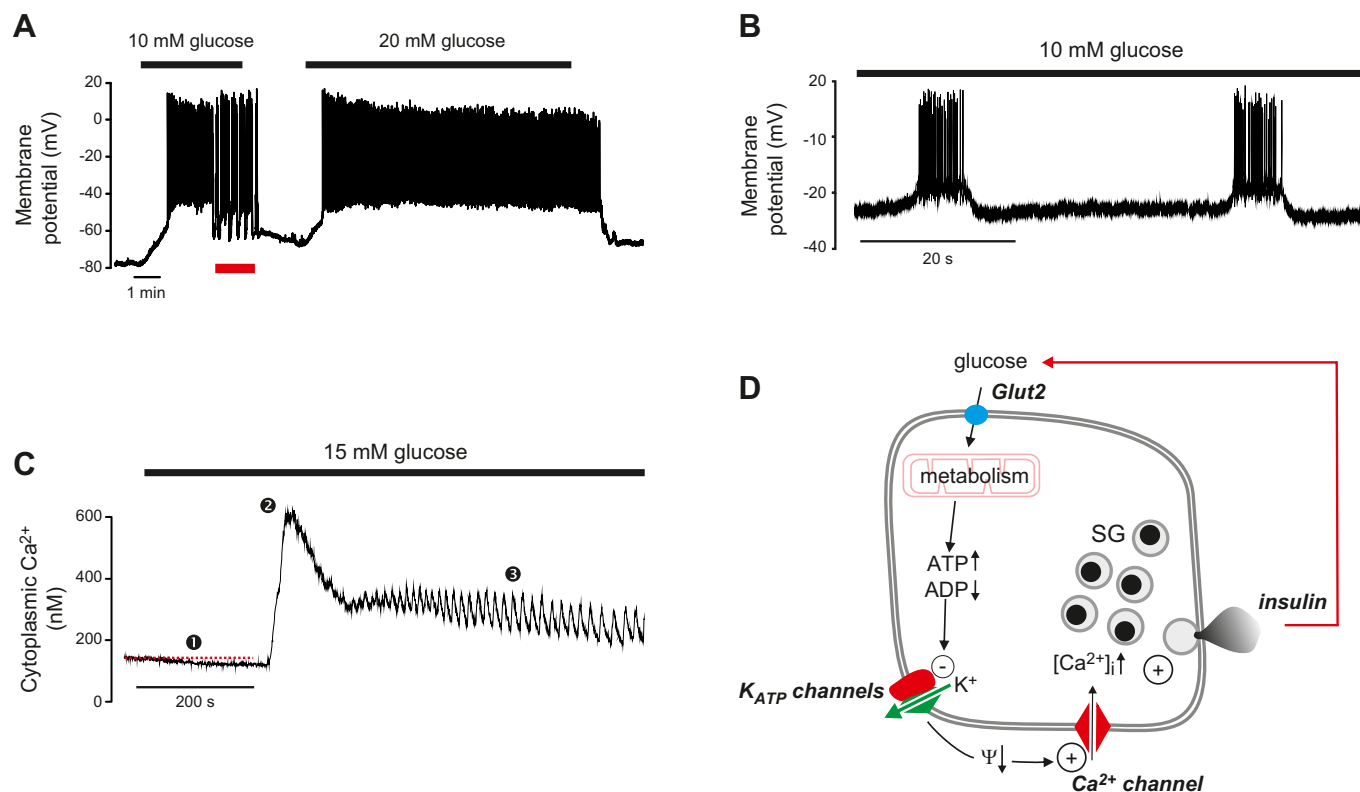 A
10 mM glucose
20 mM glucose
Membrane
potential (mV)
20
0
-20
-40
-60
-80
1 min
B
10 mM glucose
Membrane
potential (mV)
20
-10
-20
-40
20 s
C
15 mM glucose
Cytoplasmic Ca²⁺
(nM)
600
400
200
0
❶
❷
❸
200 s
D
glucose
Glut2
metabolism
ATP↑
ADP↓
-
K⁺
K_ATP channels
Ψ↓
+
Ca²⁺ channel
[Ca²⁺]ᵢ↑
+
SG
insulin